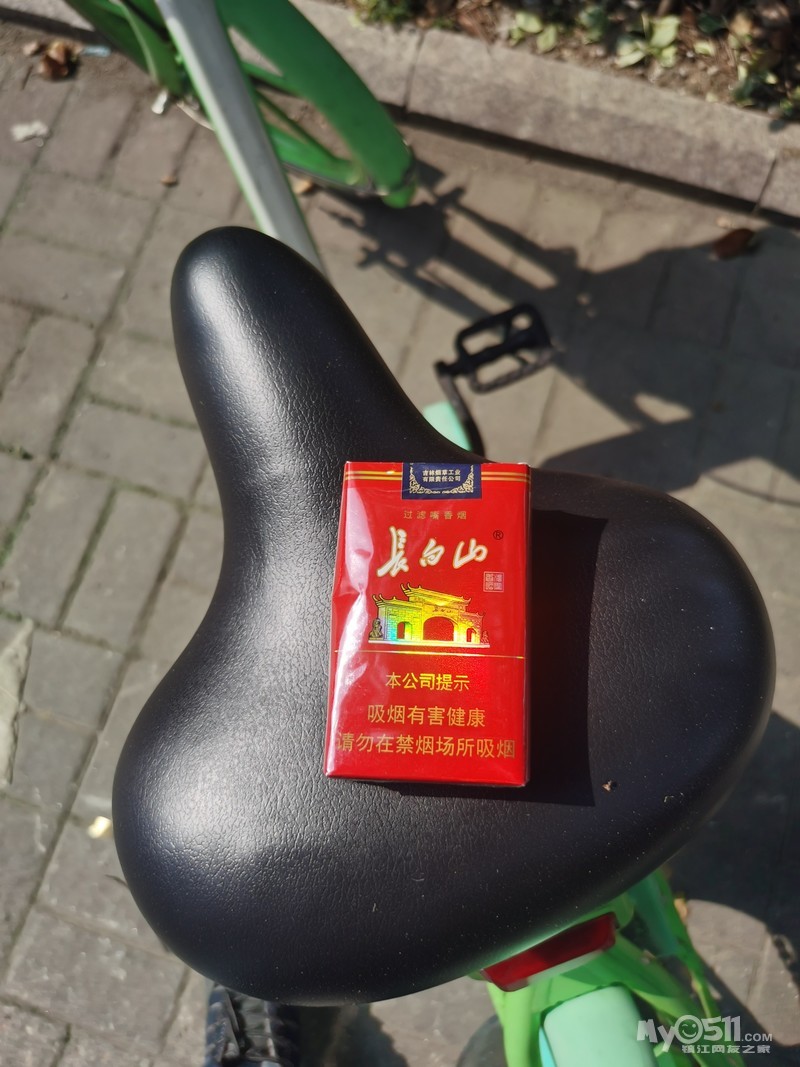 吉林烟草工业
有限责任公司
过滤嘴香烟
長白山®
本公司提示
吸烟有害健康
请勿在禁烟场所吸烟
My0511.COM
镇江网友之家